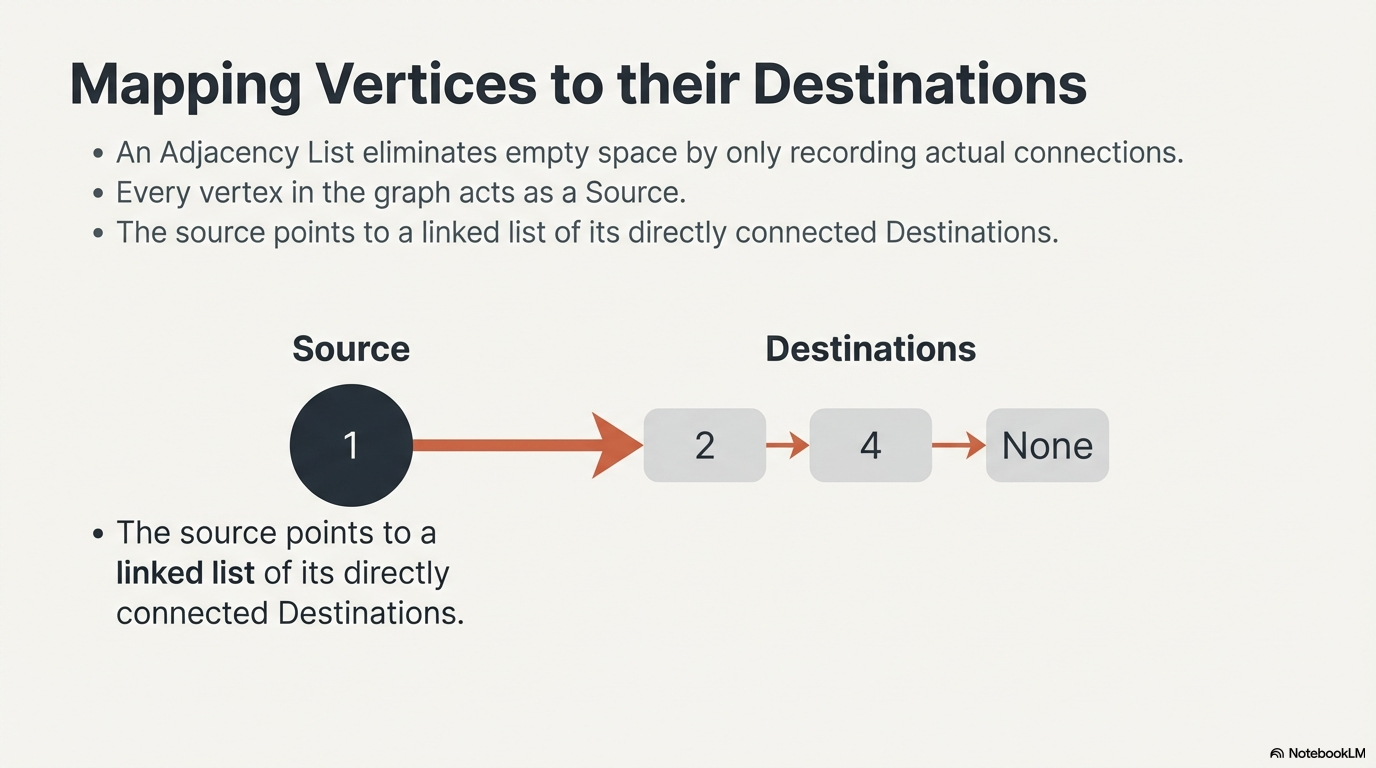 Mapping Vertices to their Destinations
• An Adjacency List eliminates empty space by only recording actual connections.
• Every vertex in the graph acts as a Source.
• The source points to a linked list of its directly connected Destinations.
Source
Destinations
1
2
4
None
• The source points to a
linked list of its directly
connected Destinations.
NotebookLM